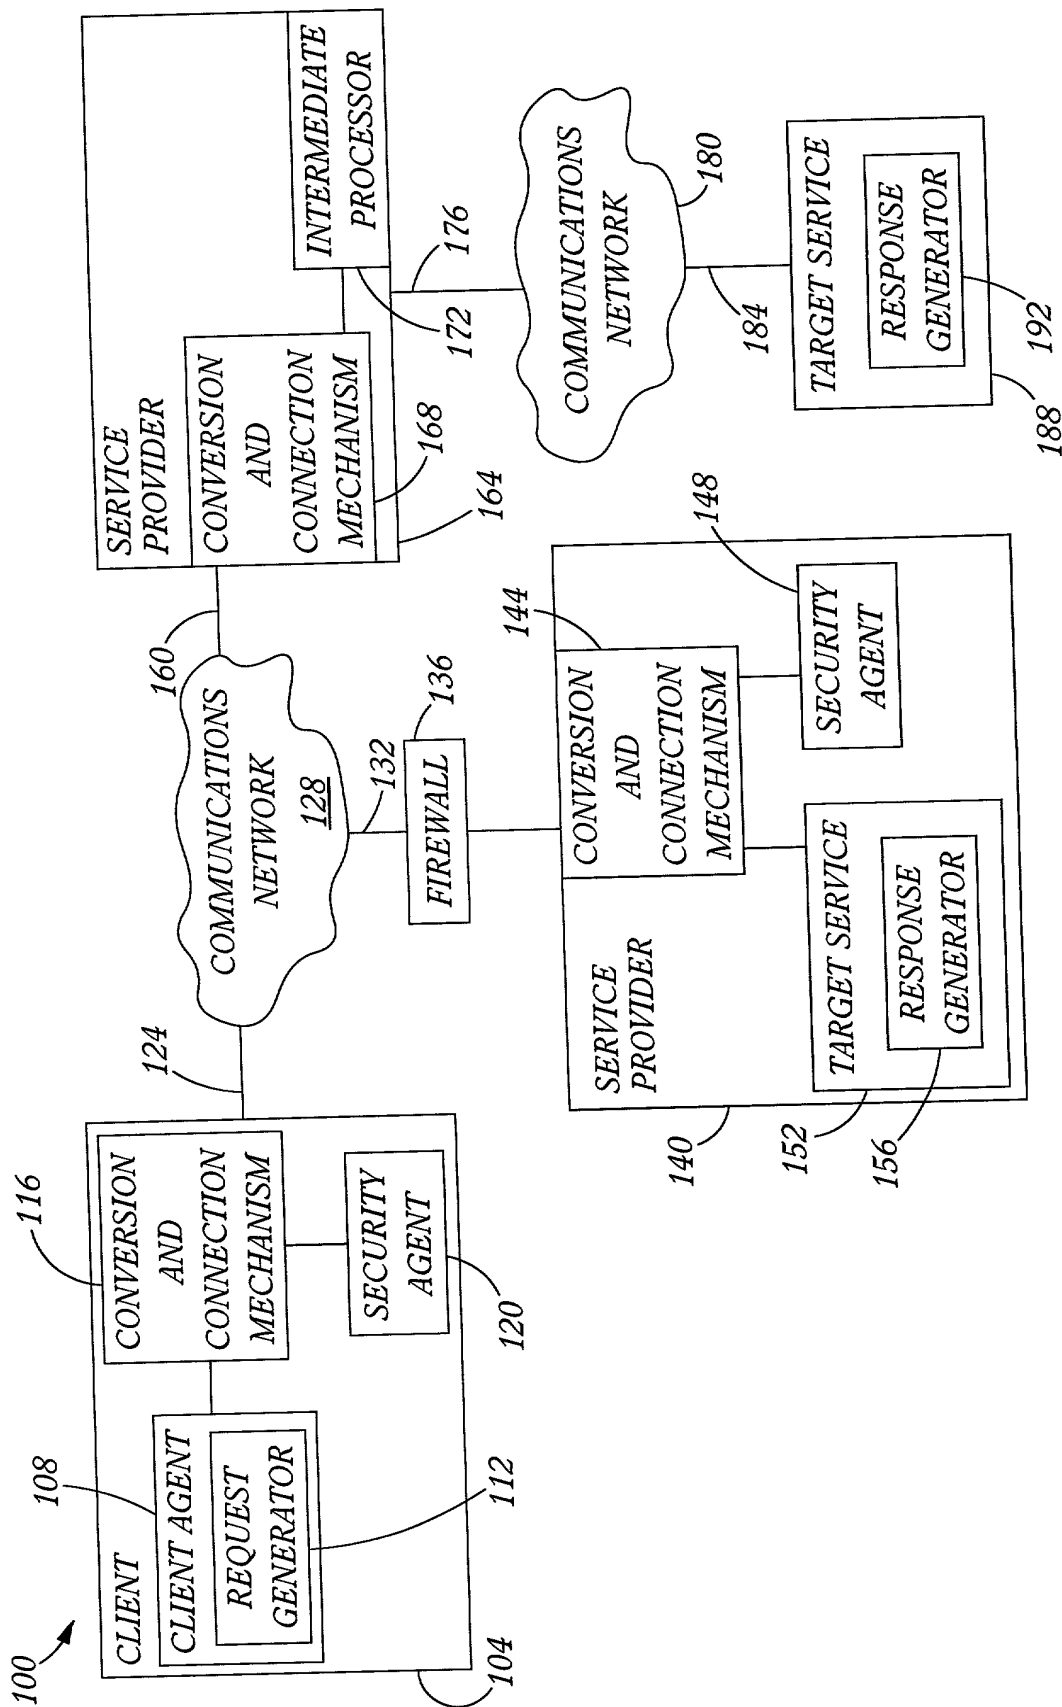 100
CLIENT
104
108
CLIENT AGENT
REQUEST
GENERATOR
112
116
CONVERSION
AND
CONNECTION
MECHANISM
SECURITY
AGENT
120
124
COMMUNICATIONS
NETWORK
128
132
FIREWALL
136
SERVICE
PROVIDER
140
CONVERSION
AND
CONNECTION
MECHANISM
144
SECURITY
AGENT
148
TARGET SERVICE
152
RESPONSE
GENERATOR
156
160
SERVICE
PROVIDER
164
CONVERSION
AND
CONNECTION
MECHANISM
168
INTERMEDIATE
PROCESSOR
172
176
COMMUNICATIONS
NETWORK
180
184
TARGET SERVICE
188
RESPONSE
GENERATOR
192